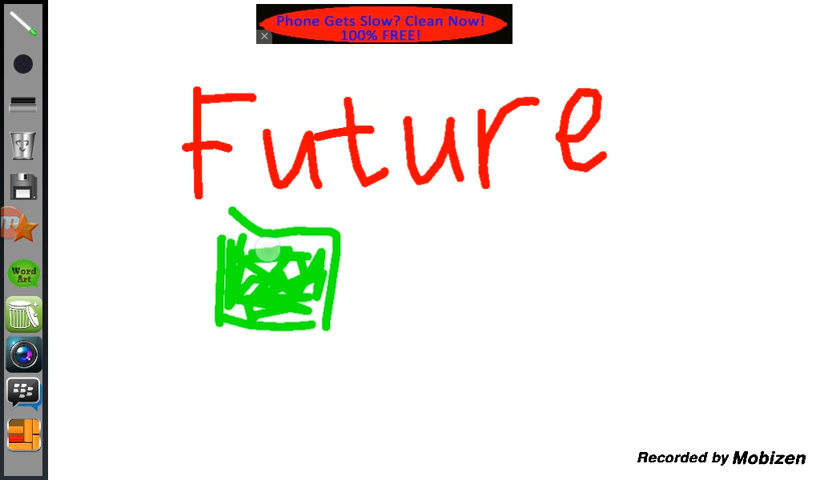 Phone Gets Slow? Clean Now!
100% FREE!
Future
Word
Art
Recorded by Mobizen